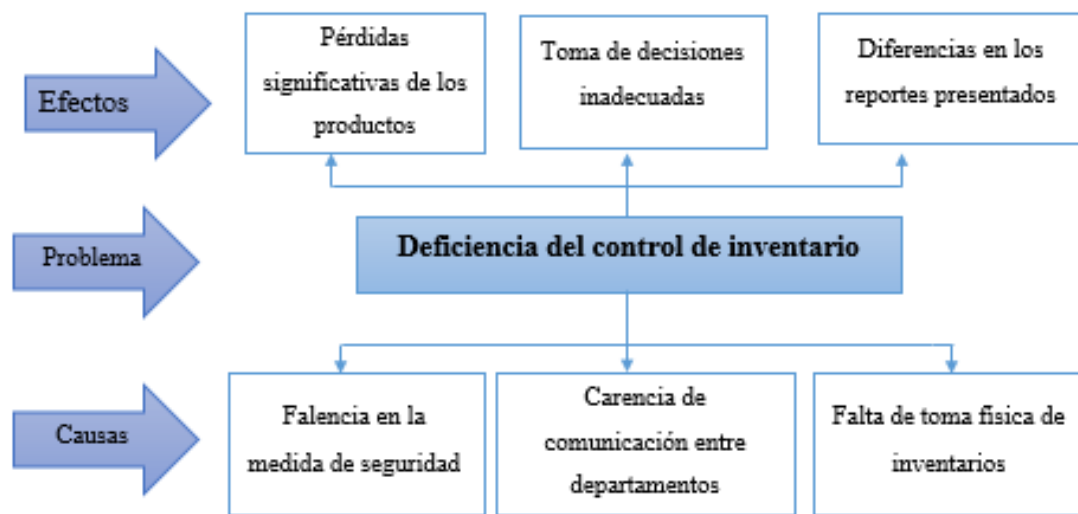 Efectos
Pérdidas
significativas de los
productos
Toma de decisiones
inadecuadas
Diferencias en los
reportes presentados
Problema
Deficiencia del control de inventario
Causas
Falencia en la
medida de seguridad
Carencia de
comunicación entre
departamentos
Falta de toma física de
inventarios